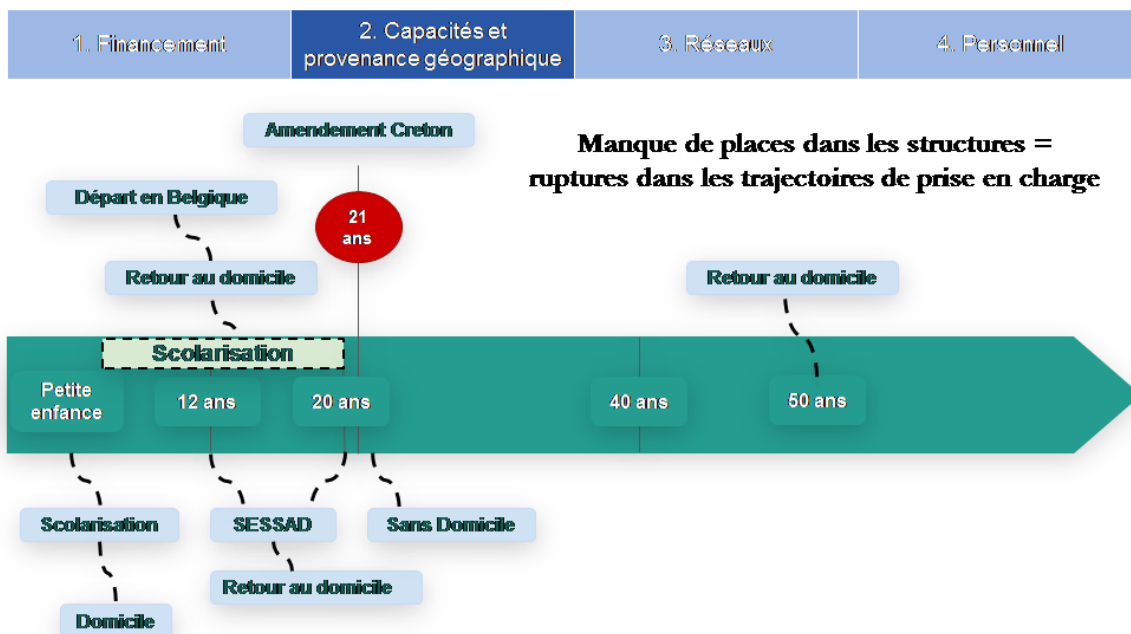 1. Financement
2. Capacités et
provenance géographique
3. Réseaux
4. Personnel
Amendement Creton
Manque de places dans les structures =
ruptures dans les trajectoires de prise en charge
Départ en Belgique
21
ans
Retour au domicile
Retour au domicile
Scolarisation
Petite
enfance
12 ans
20 ans
40 ans
50 ans
Scolarisation
SESSAD
Sans Domicile
Retour au domicile
Domicile